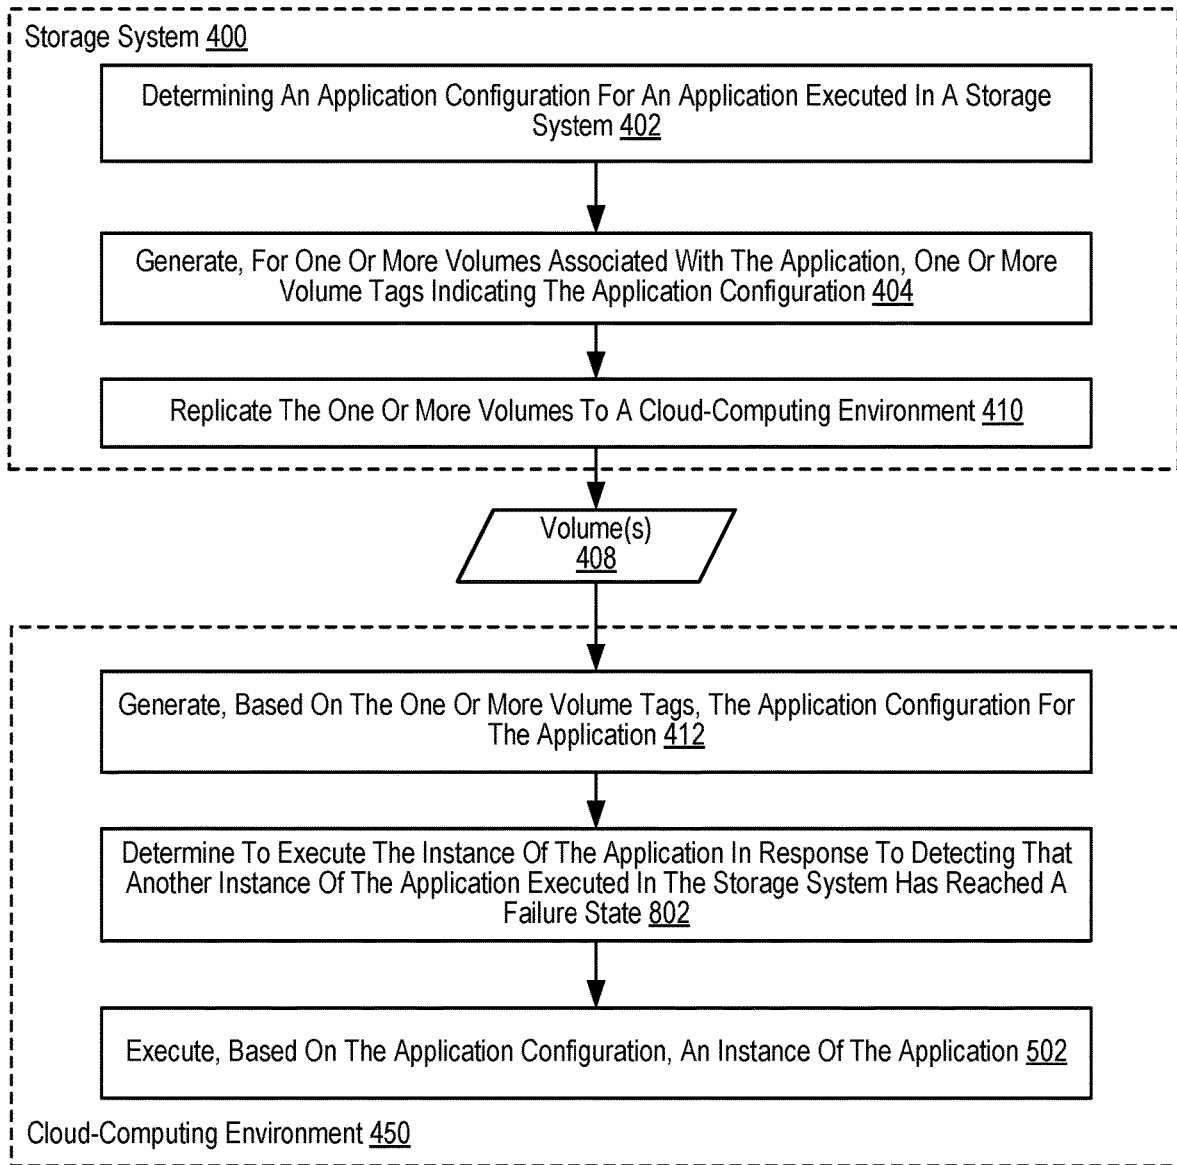 Storage System 400
Determining An Application Configuration For An Application Executed In A Storage
System 402
Generate, For One Or More Volumes Associated With The Application, One Or More
Volume Tags Indicating The Application Configuration 404
Replicate The One Or More Volumes To A Cloud-Computing Environment 410
Volume(s)
408
Generate, Based On The One Or More Volume Tags, The Application Configuration For
The Application 412
Determine To Execute The Instance Of The Application In Response To Detecting That
Another Instance Of The Application Executed In The Storage System Has Reached A
Failure State 802
Execute, Based On The Application Configuration, An Instance Of The Application 502
Cloud-Computing Environment 450